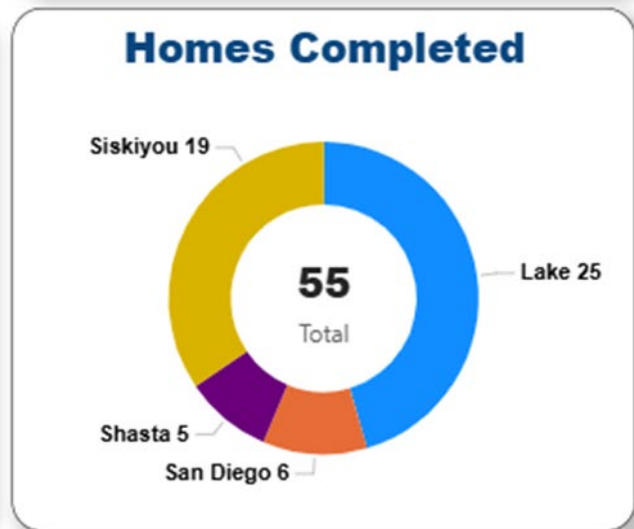 Homes Completed
Siskiyou 19
Lake 25
55
Total
Shasta 5
San Diego 6